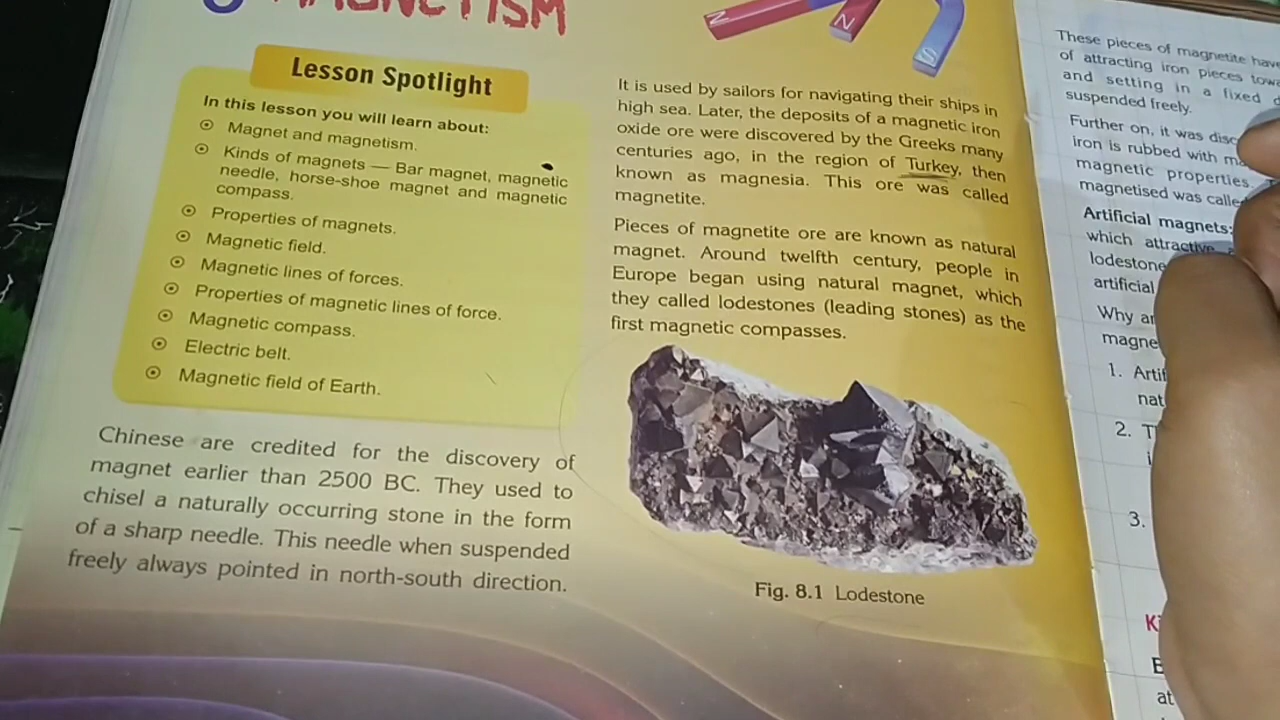 MAGNETISM
N
N
S
Lesson Spotlight
In this lesson you will learn about:
Magnet and magnetism.
Kinds of magnets — Bar magnet, magnetic
needle, horse-shoe magnet and magnetic
compass.
Properties of magnets.
Magnetic field.
Magnetic lines of forces.
Properties of magnetic lines of force.
Magnetic compass.
Electric belt.
Magnetic field of Earth.
Chinese are credited for the discovery of
magnet earlier than 2500 BC. They used to
chisel a naturally occurring stone in the form
of a sharp needle. This needle when suspended
freely always pointed in north-south direction.
It is used by sailors for navigating their ships in
high sea. Later, the deposits of a magnetic iron
oxide ore were discovered by the Greeks many
centuries ago, in the region of Turkey, then
known as magnesia. This ore was called
magnetite.
Pieces of magnetite ore are known as natural
magnet. Around twelfth century, people in
Europe began using natural magnet, which
they called lodestones (leading stones) as the
first magnetic compasses.
Fig. 8.1 Lodestone
These pieces of magnetite have
of attracting iron pieces
and setting in a fixed
suspended freely.
Further on, it was
iron is rubbed with
magnetic properties.
magnetised was
Artificial magnets:
which attractive
lodestone
artificial
Why
1.
2.
3.
at